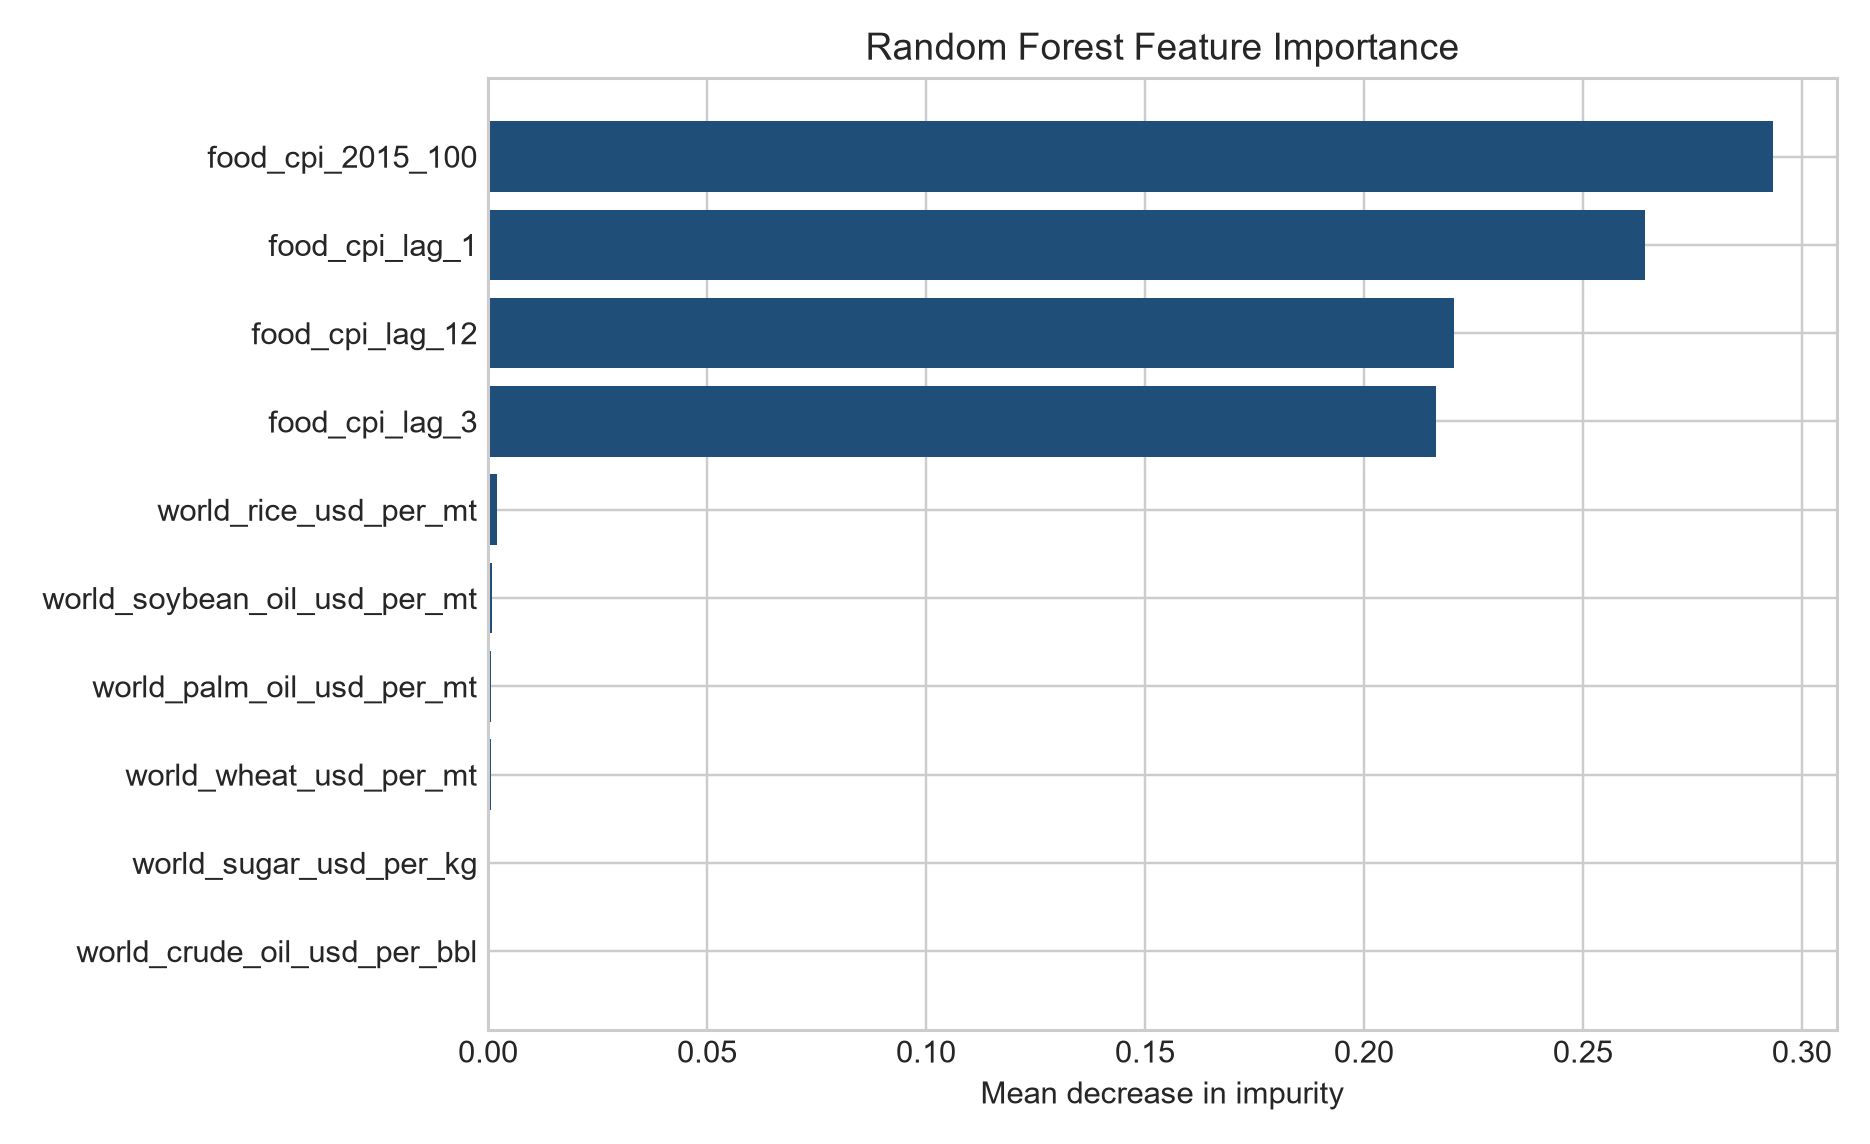 Random Forest Feature Importance
food_cpi_2015_100
food_cpi_lag_1
food_cpi_lag_12
food_cpi_lag_3
world_rice_usd_per_mt
world_soybean_oil_usd_per_mt
world_palm_oil_usd_per_mt
world_wheat_usd_per_mt
world_sugar_usd_per_kg
world_crude_oil_usd_per_bbl
0.00 0.05 0.10 0.15 0.20 0.25 0.30
Mean decrease in impurity